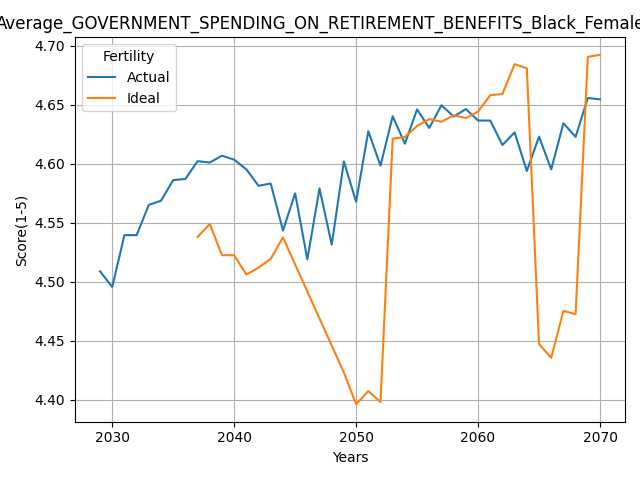 Average_GOVERNMENT_SPENDING_ON_RETIREMENT_BENEFITS_Black_Female
Fertility
Actual
Ideal
4.70
4.65
4.60
4.55
4.50
4.45
4.40
Score(1-5)
2030 2040 2050 2060 2070
Years